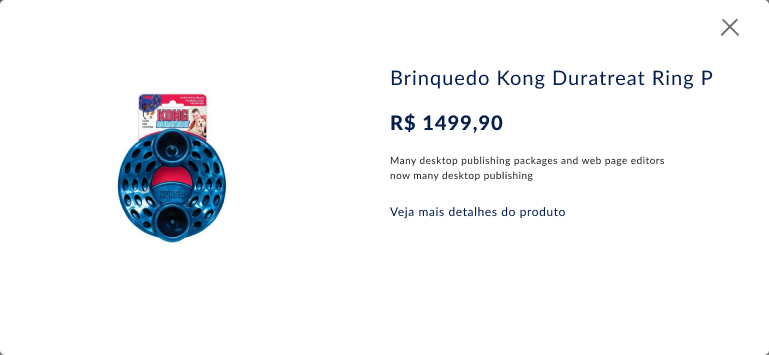 Brinquedo Kong Duratreat Ring P
R$ 1499,90
Many desktop publishing packages and web page editors
now many desktop publishing
Veja mais detalhes do produto
KONG